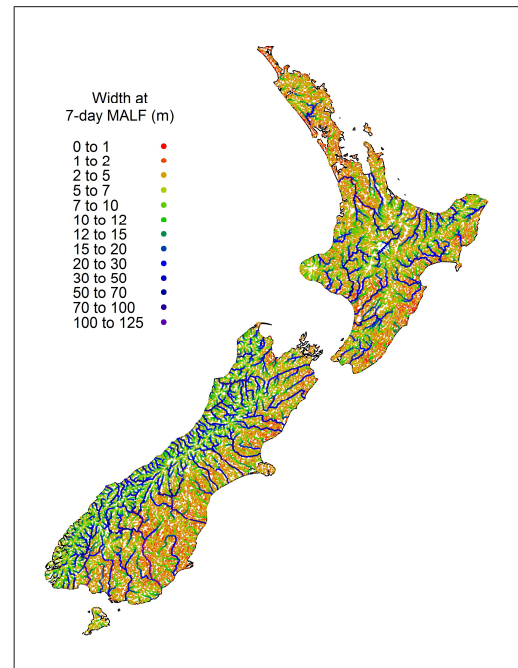 Width at
7-day MALF (m)
0 to 1
1 to 2
2 to 5
5 to 7
7 to 10
10 to 12
12 to 15
15 to 20
20 to 30
30 to 50
50 to 70
70 to 100
100 to 125